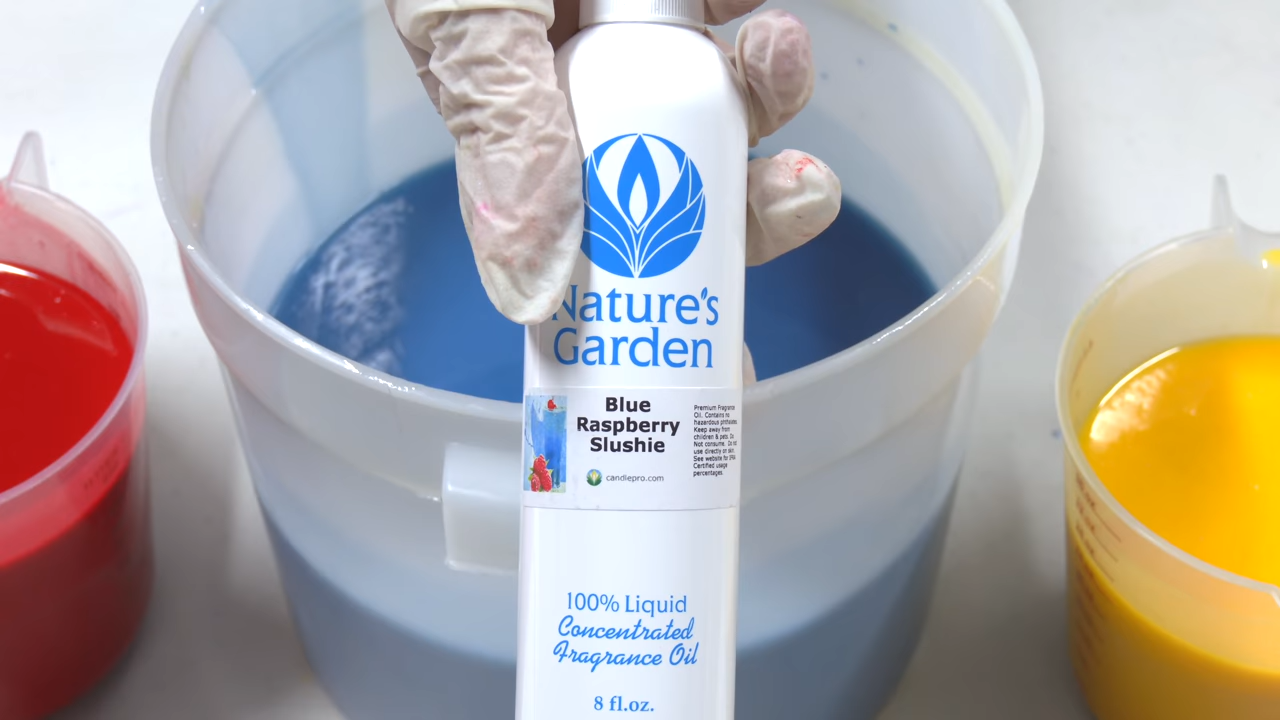 Nature's
Garden
Blue
Raspberry
Slushie
candlepro.com
Premium Fragrance
Oil. Contains no
hazardous phthalates.
Keep away from
children & pets. Do
Not consume. Do not
use directly on skin.
See website for IFRA
Certified usage
percentages.
100% Liquid
Concentrated
Fragrance Oil
8 fl.oz.